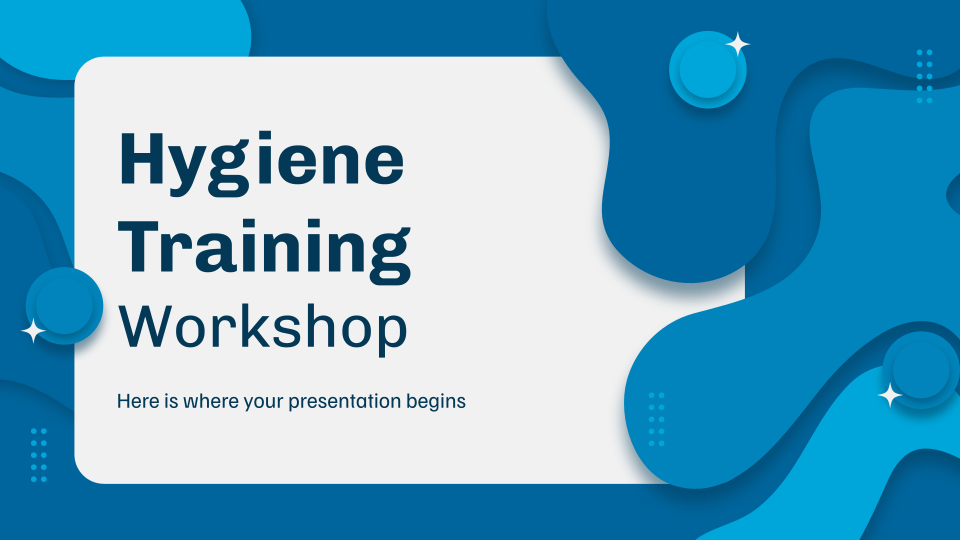 Hygiene
Training
Workshop
Here is where your presentation begins